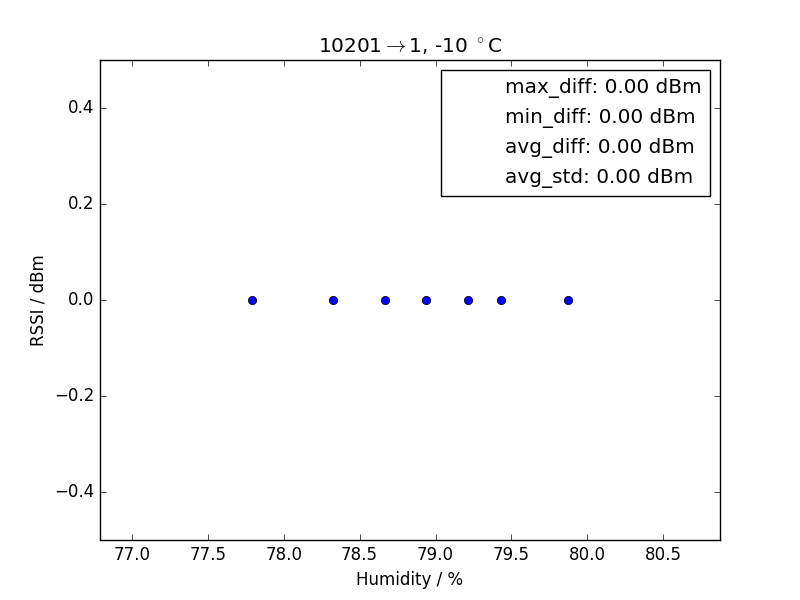 10201→1, -10 °C
max_diff: 0.00 dBm
min_diff: 0.00 dBm
avg_diff: 0.00 dBm
avg_std: 0.00 dBm
RSSI / dBm
0.4
0.2
0.0
−0.2
−0.4
77.0 77.5 78.0 78.5 79.0 79.5 80.0 80.5
Humidity / %